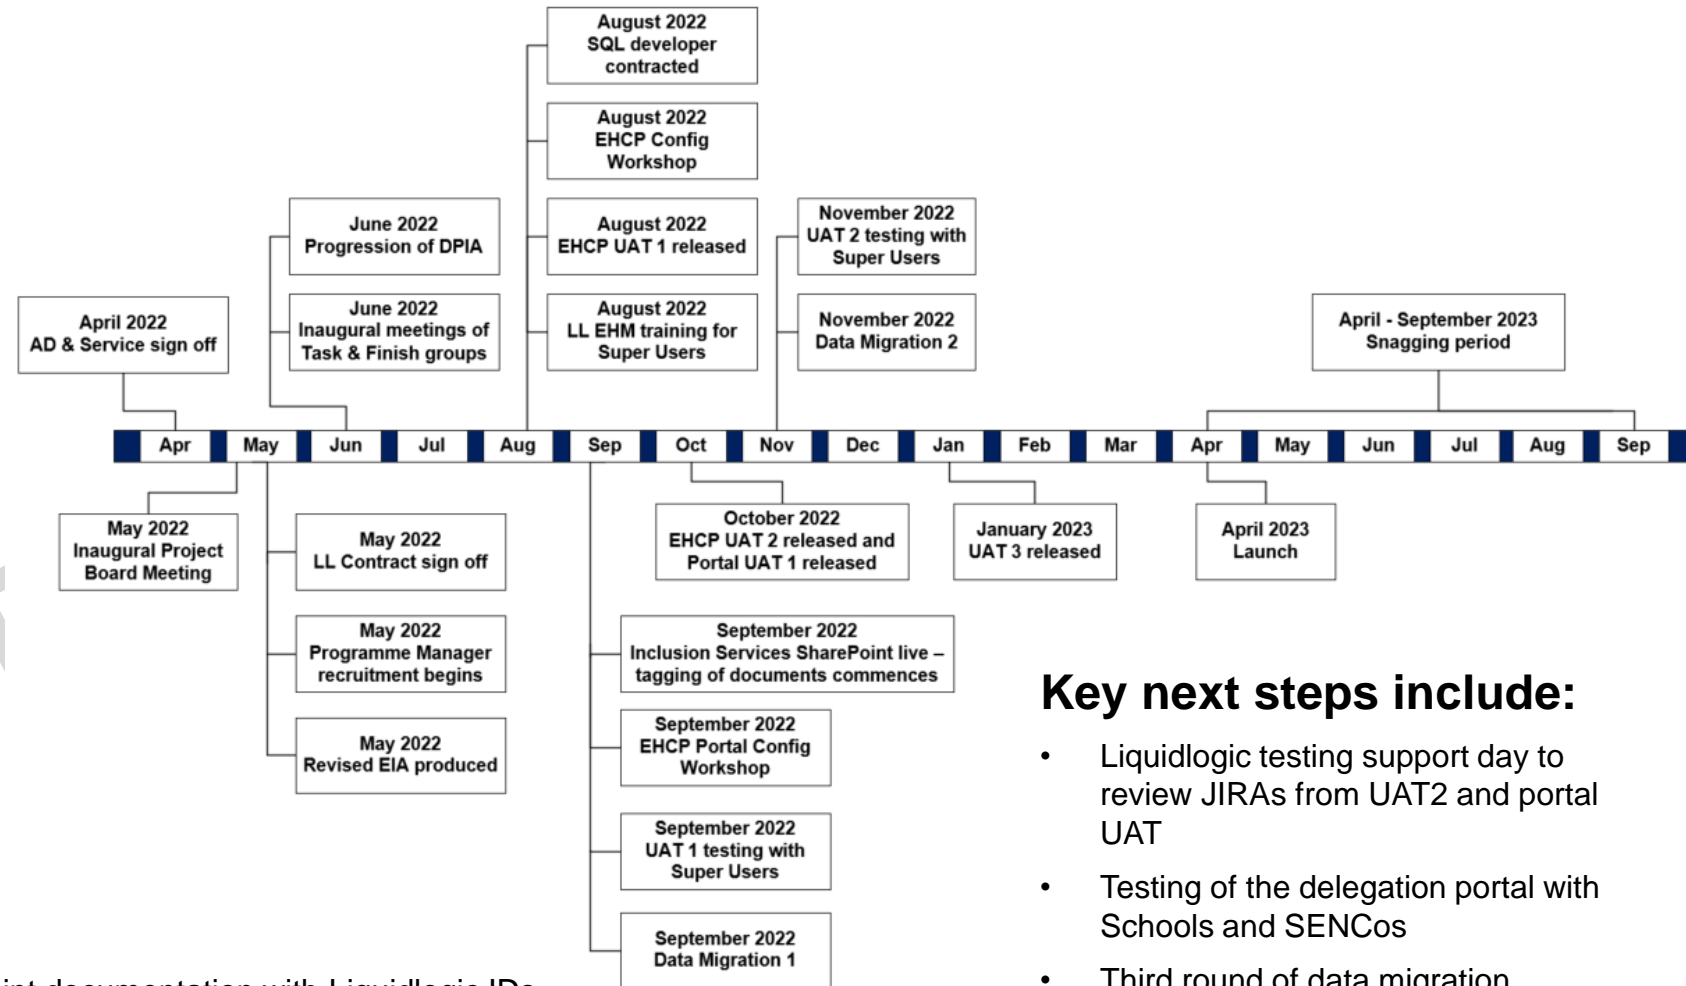 August 2022
SQL developer
contracted
August 2022
EHCP Config
Workshop
June 2022
Progression of DPIA
August 2022
EHCP UAT 1 released
November 2022
UAT 2 testing with
Super Users
April 2022
AD & Service sign off
June 2022
Inaugural meetings of
Task & Finish groups
August 2022
LL EHM training for
Super Users
November 2022
Data Migration 2
April - September 2023
Snagging period
Apr May Jun Jul Aug Sep Oct Nov Dec Jan Feb Mar Apr May Jun Jul Aug Sep
May 2022
Inaugural Project
Board Meeting
May 2022
LL Contract sign off
October 2022
EHCP UAT 2 released and
Portal UAT 1 released
January 2023
UAT 3 released
April 2023
Launch
May 2022
Programme Manager
recruitment begins
September 2022
Inclusion Services SharePoint live –
tagging of documents commences
May 2022
Revised EIA produced
September 2022
EHCP Portal Config
Workshop
September 2022
UAT 1 testing with
Super Users
September 2022
Data Migration 1
Key next steps include:
• Liquidlogic testing support day to
review JIRAs from UAT2 and portal
UAT
• Testing of the delegation portal with
Schools and SENCos
• Third round of data migration
documentation with Liquidlogic IDs